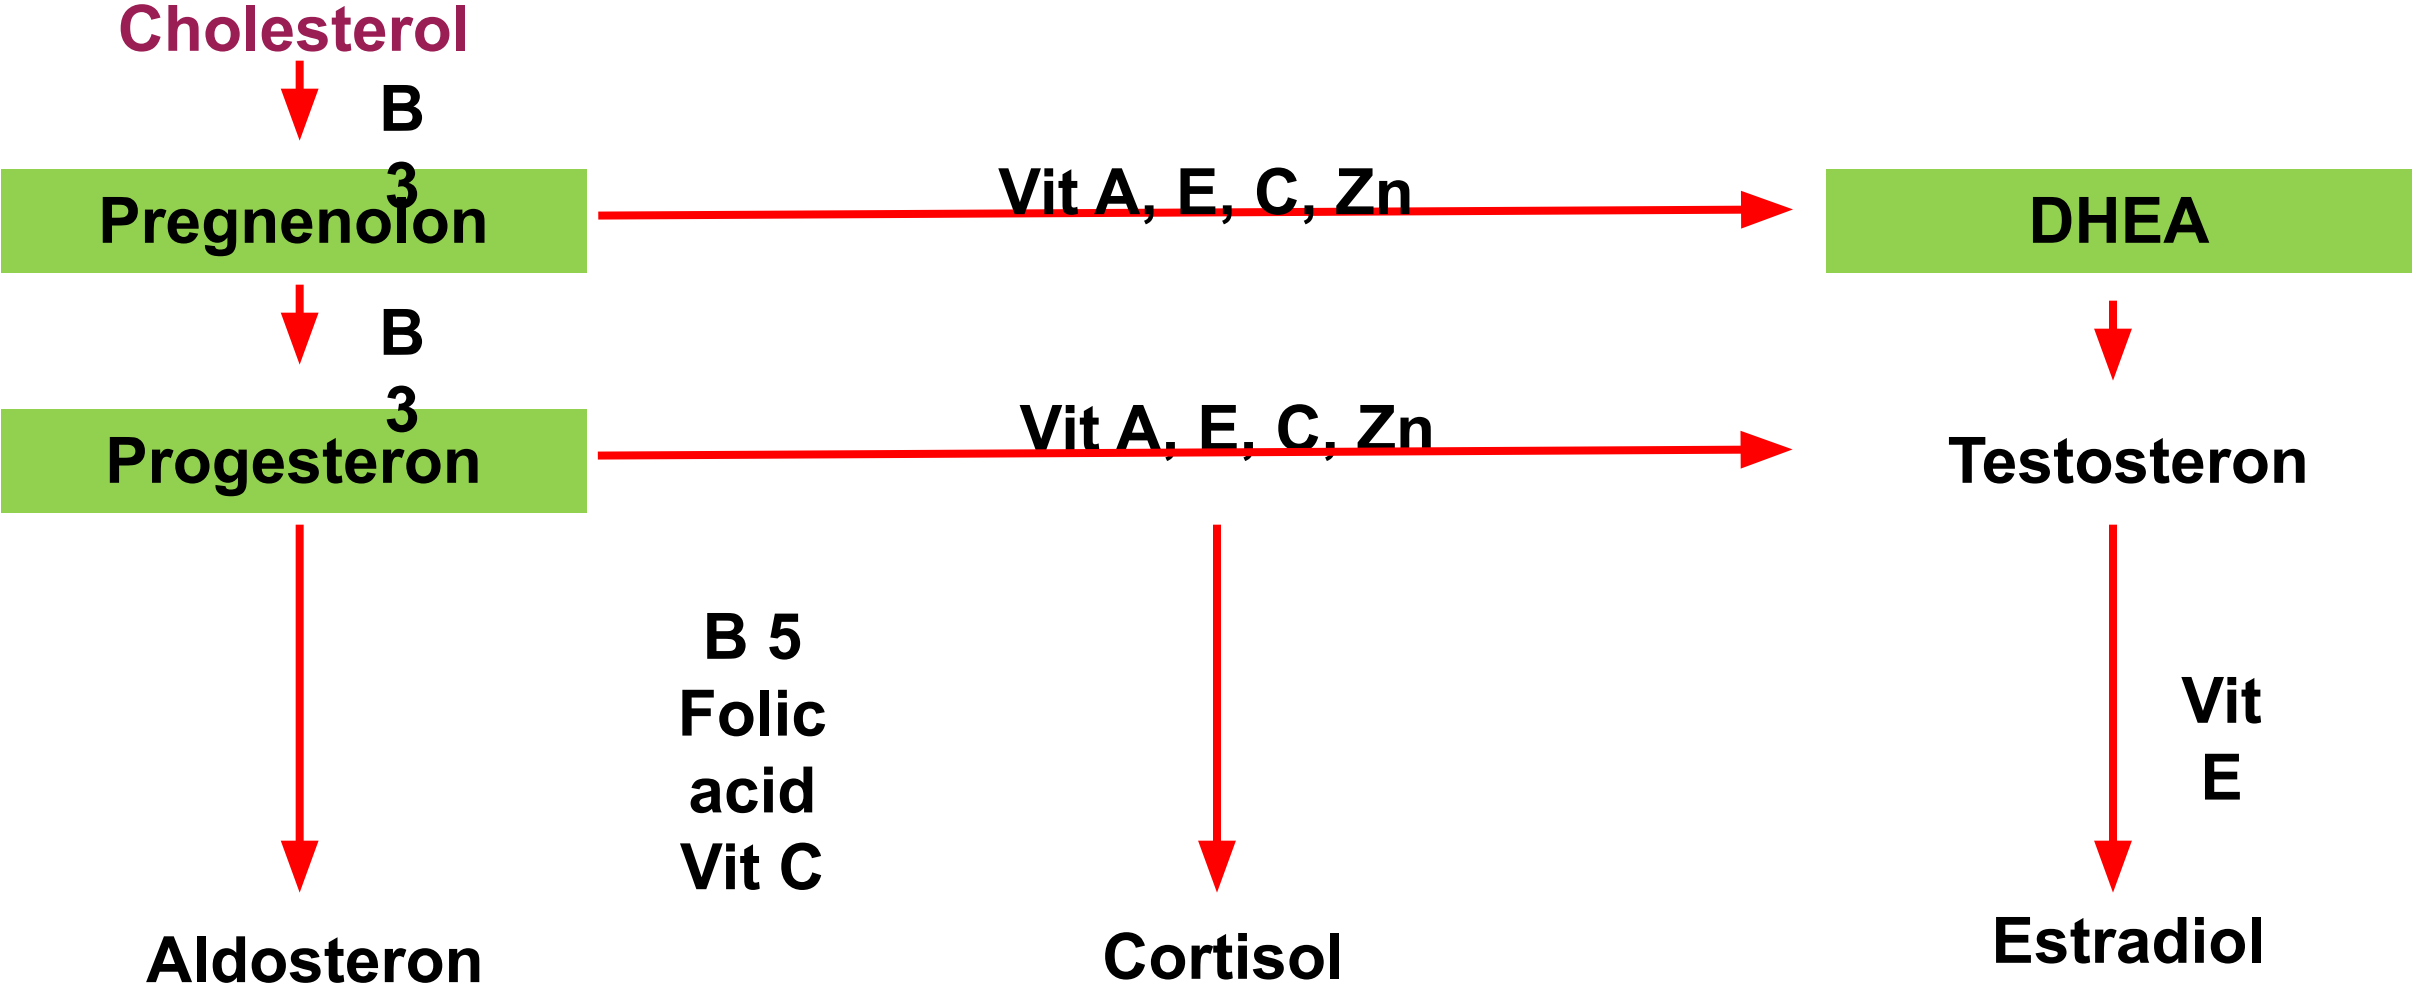 Cholesterol
B
3
Pregnenolon
Vit A, E, C, Zn
DHEA
B
3
Progesteron
Vit A, E, C, Zn
Testosteron
B 5
Folic
acid
Vit C
Vit
E
Aldosteron
Cortisol
Estradiol